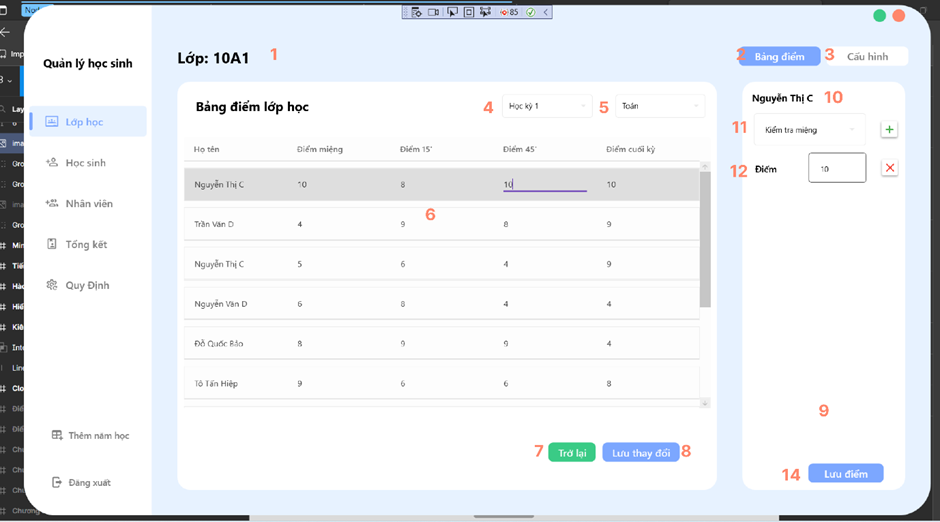 85
Quản lý học sinh
Lớp: 10A1 1
2 Bảng điểm 3 Cấu hình
Lớp học
Học sinh
Nhân viên
Tổng kết
Quy Định
Thêm năm học
Đăng xuất
Bảng điểm lớp học 4 Học kỳ 1 5 Toán
Họ tên Điểm miệng Điểm 15' Điểm 45' Điểm cuối kỳ
Nguyễn Thị C 10 8 10 10
6
Trần Văn D 4 9 8 9
Nguyễn Thị C 5 6 4 9
Nguyễn Văn D 6 8 4 4
Đỗ Quốc Bảo 8 9 9 4
Tô Tấn Hiệp 9 6 6 8
7 Trở lại Lưu thay đổi 8
Nguyễn Thị C 10
11 Kiểm tra miệng +
12 Điểm 10
9
14 Lưu điểm